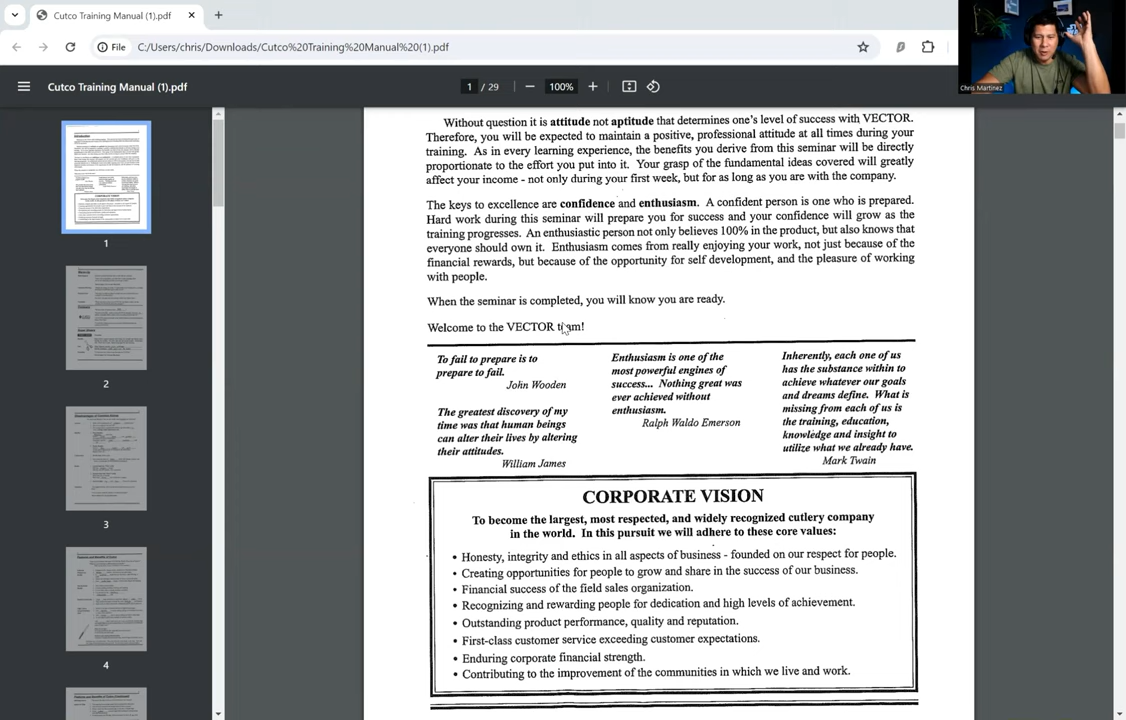 Cutco Training Manual (1).pdf
File
C:/Users/chris/Downloads/Cutco%20Training%20Manual%20(1).pdf
Cutco Training Manual (1).pdf
1 / 29
100%
Chris Martinez
1
2
3
4
Without question it is attitude not aptitude that determines one's level of success with VECTOR.
Therefore, you will be expected to maintain a positive, professional attitude at all times during your
training. As in every learning experience, the benefits you derive from this seminar will be directly
proportionate to the effort you put into it. Your grasp of the fundamental ideas covered will greatly
affect your income - not only during your first week, but for as long as you are with the company.
The keys to excellence are confidence and enthusiasm. A confident person is one who is prepared.
Hard work during this seminar will prepare you for success and your confidence will grow as the
training progresses. An enthusiastic person not only believes 100% in the product, but also knows that
everyone should own it. Enthusiasm comes from really enjoying your work, not just because of the
financial rewards, but because of the opportunity for self development, and the pleasure of working
with people.
When the seminar is completed, you will know you are ready.
Welcome to the VECTOR team!
To fail to prepare is to
prepare to fail.
John Wooden
The greatest discovery of my
time was that human beings
can alter their lives by altering
their attitudes.
William James
Enthusiasm is one of the
most powerful engines of
success... Nothing great was
ever achieved without
enthusiasm.
Ralph Waldo Emerson
Inherently, each one of us
has the substance within to
achieve whatever our goals
and dreams define. What is
missing from each of us is
the training, education,
knowledge and insight to
utilize what we already have.
Mark Twain
CORPORATE VISION
To become the largest, most respected, and widely recognized cutlery company
in the world. In this pursuit we will adhere to these core values:
• Honesty, integrity and ethics in all aspects of business - founded on our respect for people.
• Creating opportunities for people to grow and share in the success of our business.
• Financial success of the field sales organization.
• Recognizing and rewarding people for dedication and high levels of achievement.
• Outstanding product performance, quality and reputation.
• First-class customer service exceeding customer expectations.
• Enduring corporate financial strength.
• Contributing to the improvement of the communities in which we live and work.